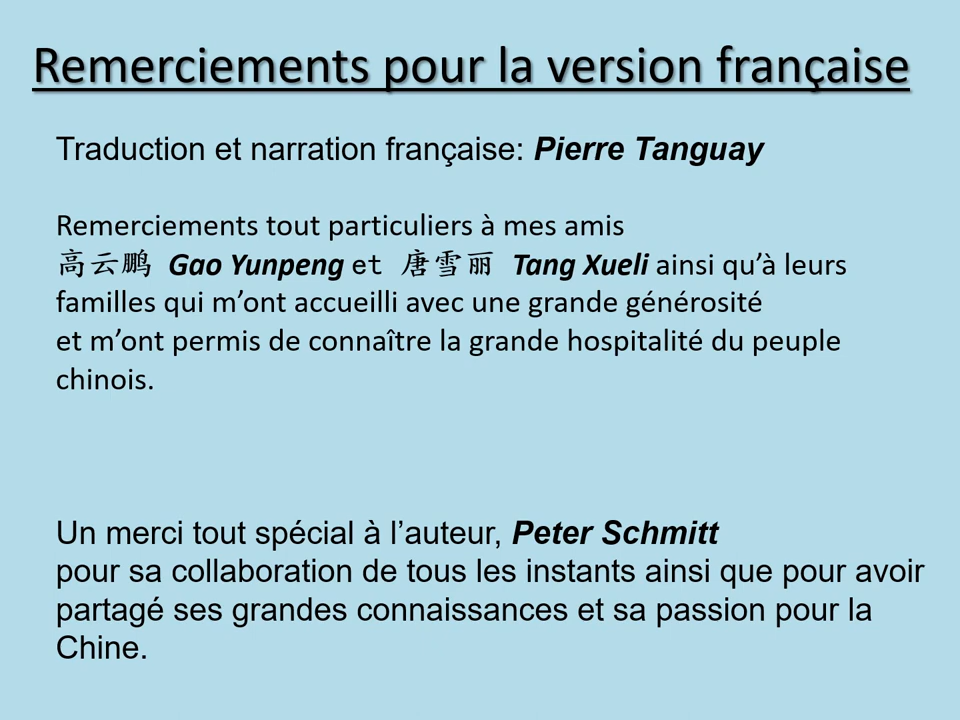 Remerciements pour la version française
Traduction et narration française: Pierre Tanguay
Remerciements tout particuliers à mes amis
高云鹏 Gao Yunpeng et 唐雪丽 Tang Xueli ainsi qu’à leurs
familles qui m’ont accueilli avec une grande générosité
et m’ont permis de connaître la grande hospitalité du peuple
chinois.
Un merci tout spécial à l’auteur, Peter Schmitt
pour sa collaboration de tous les instants ainsi que pour avoir
partagé ses grandes connaissances et sa passion pour la
Chine.